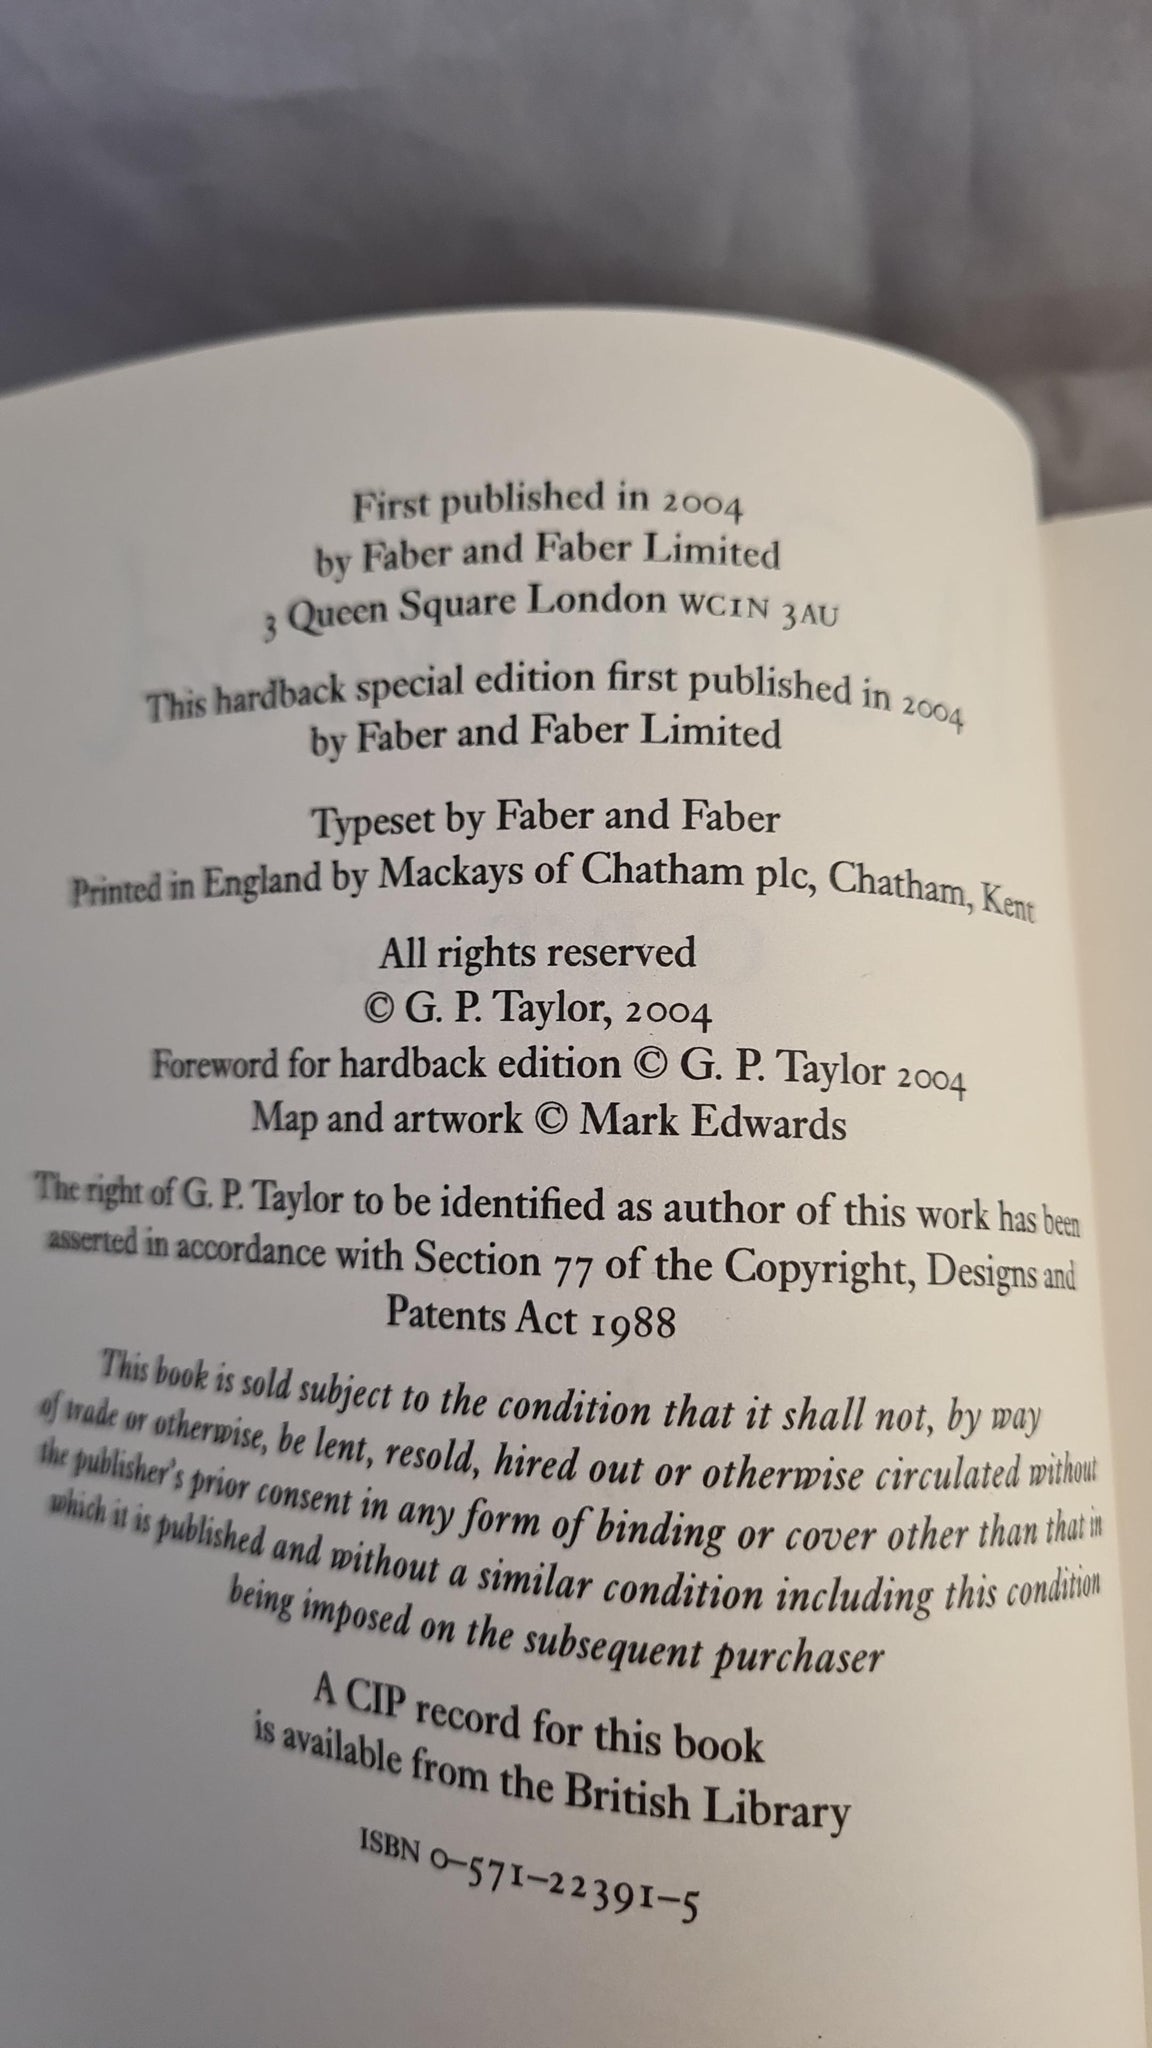 First published in 2004
by Faber and Faber Limited
3 Queen Square London WC1N 3AU
This hardback special edition first published in 2004
by Faber and Faber Limited
Typeset by Faber and Faber
Printed in England by Mackays of Chatham plc, Chatham, Kent
All rights reserved
© G. P. Taylor, 2004
Foreword for hardback edition © G. P. Taylor 2004
Map and artwork © Mark Edwards
The right of G. P. Taylor to be identified as author of this work has been
asserted in accordance with Section 77 of the Copyright, Designs and
Patents Act 1988
This book is sold subject to the condition that it shall not, by way
of trade or otherwise, be lent, resold, hired out or otherwise circulated without
the publisher's prior consent in any form of binding or cover other than that in
which it is published and without a similar condition including this condition
being imposed on the subsequent purchaser
A CIP record for this book
is available from the British Library
ISBN 0–571–22391–5